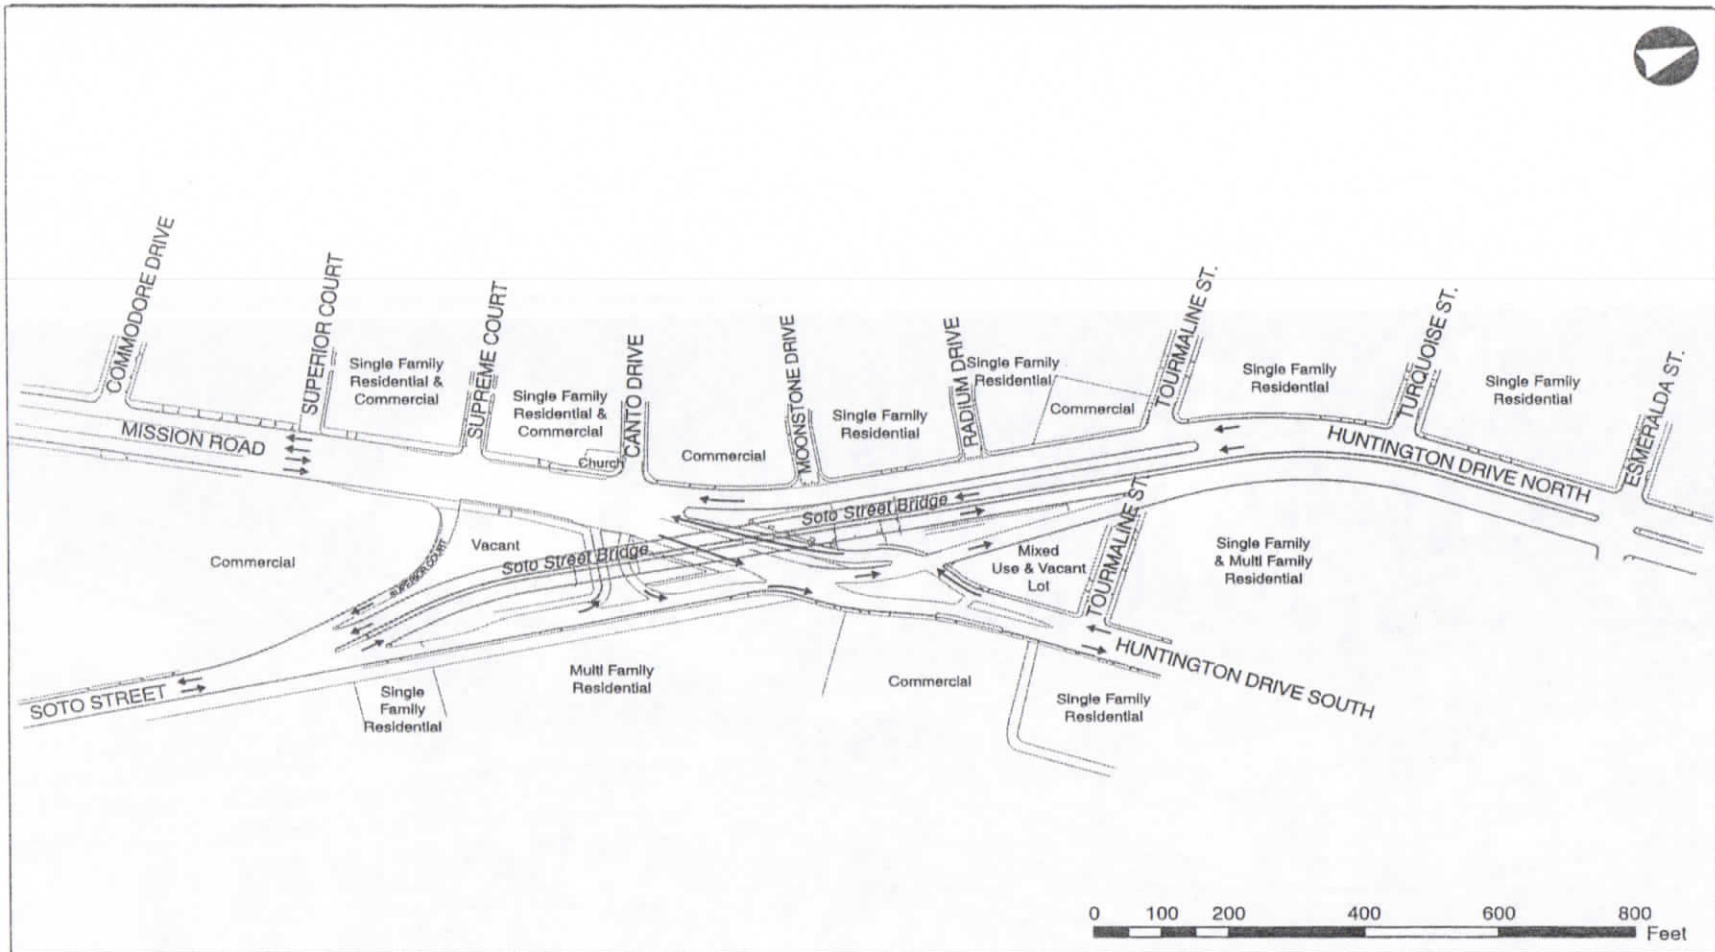 COMMODORE DRIVE
SUPERIOR COURT
SUPREME COURT
CANTO DRIVE
MOONSTONE DRIVE
RADIUM DRIVE
TOURMALINE ST.
TURQUOISE ST.
ESMERALDA ST.
Single Family
Residential &
Commercial
Single Family
Residential &
Commercial
Church
Commercial
Single Family
Residential
Single Family
Residential
Commercial
Single Family
Residential
Single Family
Residential
MISSION ROAD
HUNTINGTON DRIVE NORTH
Soto Street Bridge
Soto Street Bridge
Commercial
SUPERIOR COURT
Vacant
Mixed
Use & Vacant
Lot
TOURMALINE ST.
Single Family
& Multi Family
Residential
SOTO STREET
Single
Family
Residential
Multi Family
Residential
Commercial
Single Family
Residential
HUNTINGTON DRIVE SOUTH
0 100 200 400 600 800
Feet